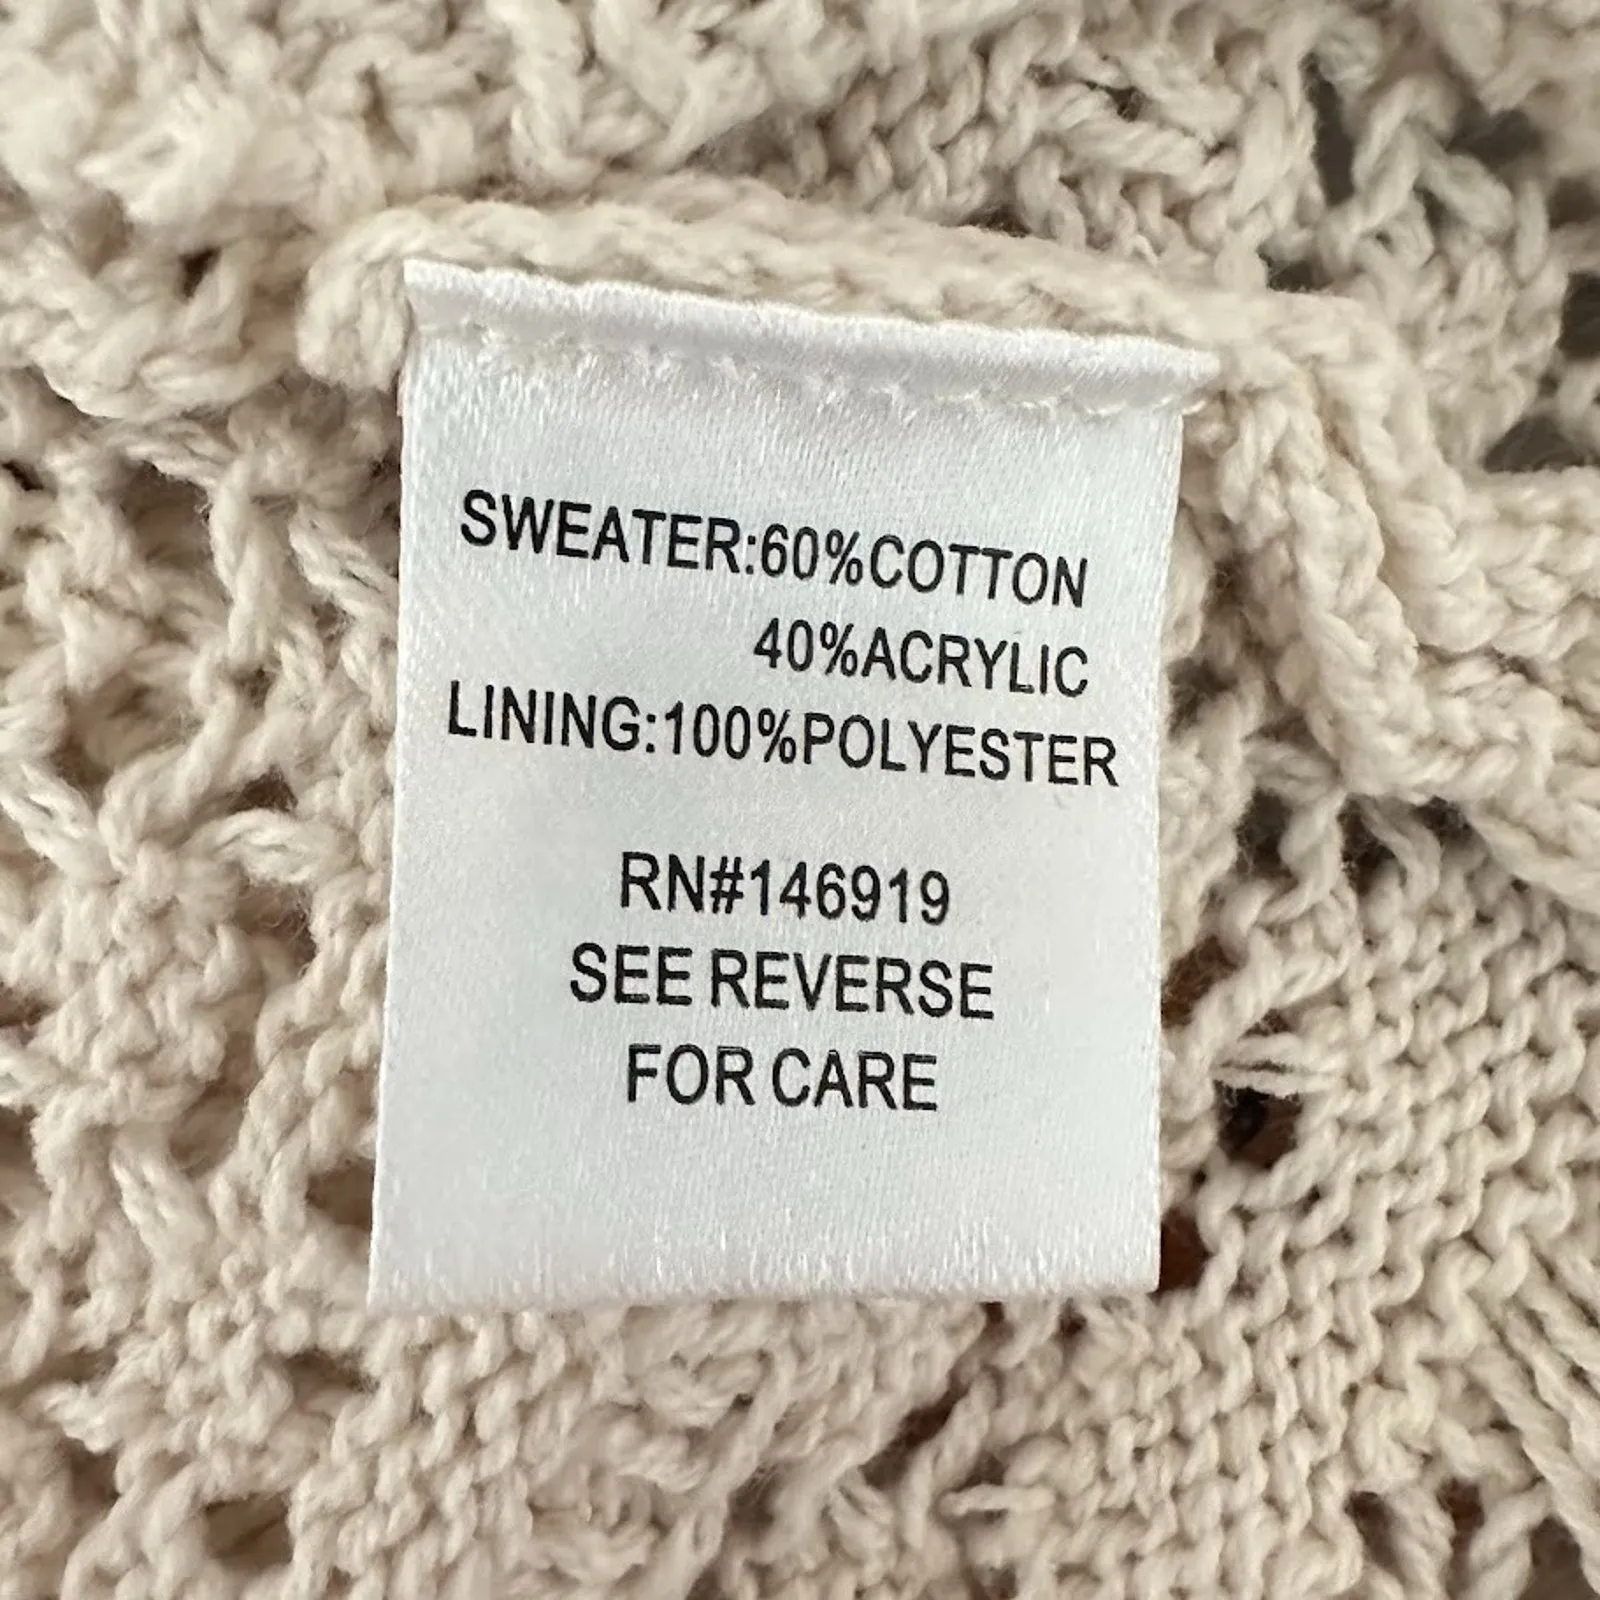 SWEATER:60%COTTON
40%ACRYLIC
LINING:100%POLYESTER
RN#146919
SEE REVERSE
FOR CARE